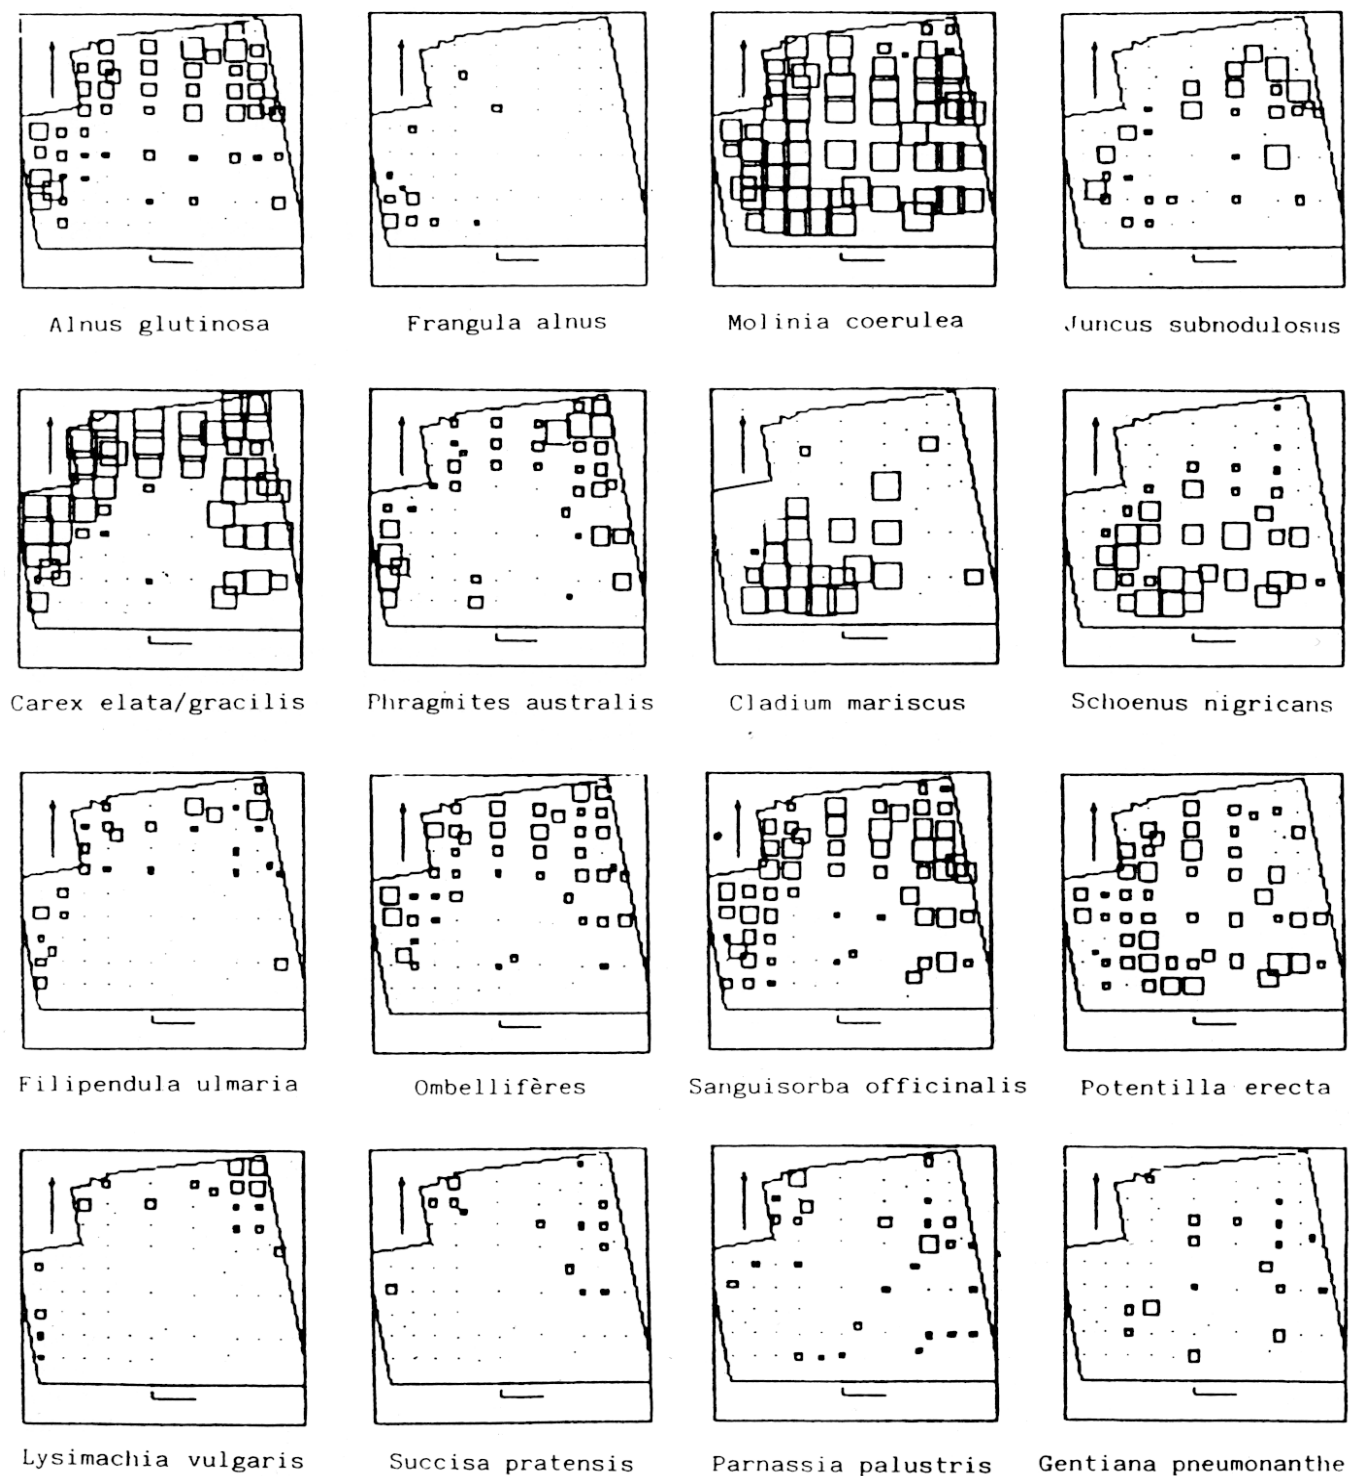 Alnus glutinosa Frangula alnus Molinia coerulea Juncus subnodulosus
Carex elata/gracilis Phragmites australis Cladium mariscus Schoenus nigricans
Filipendula ulmaria Ombellifères Sanguisorba officinalis Potentilla erecta
Lysimachia vulgaris Succisa pratensis Parnassia palustris Gentiana pneumonanthe